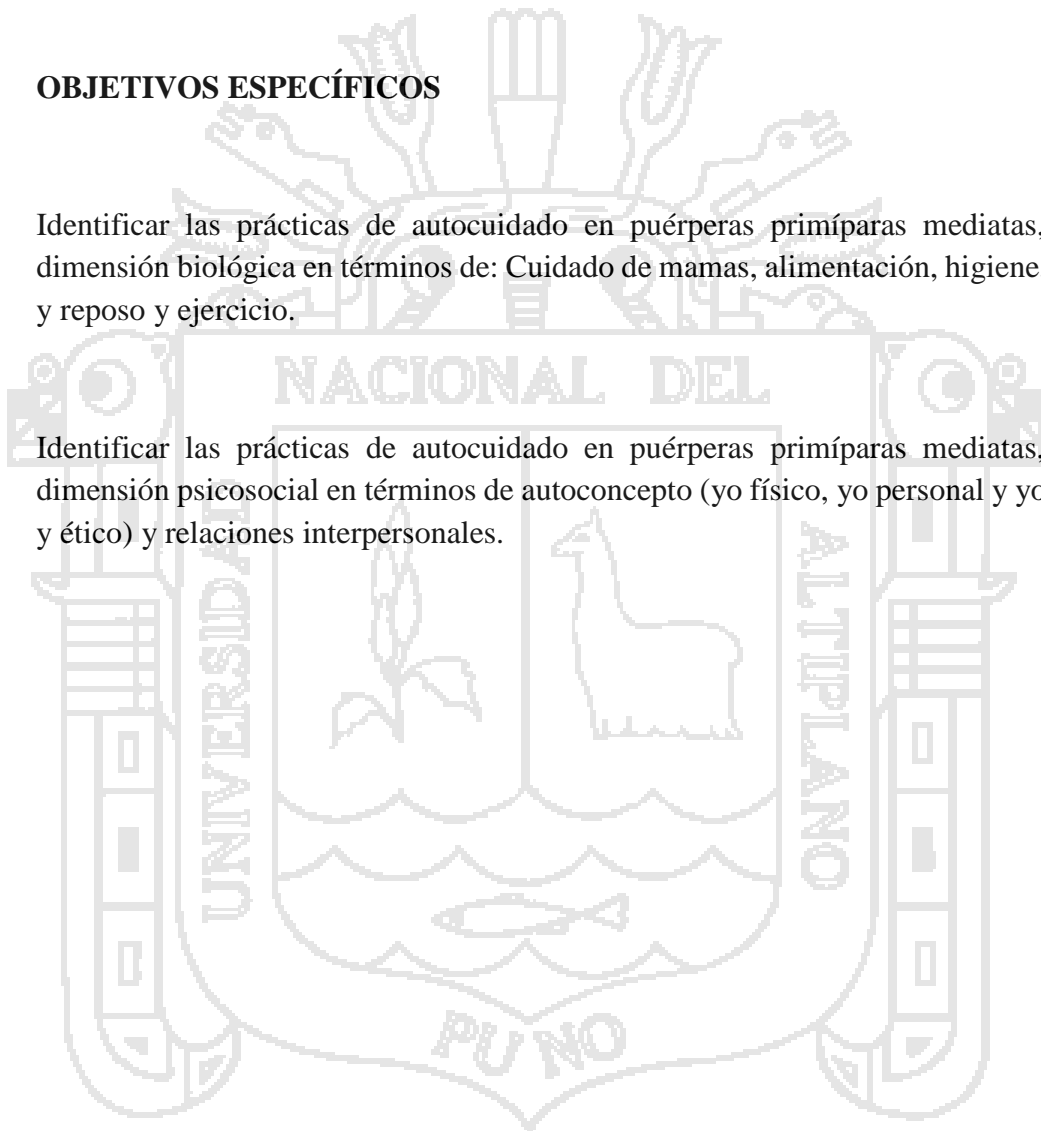 OBJETIVOS ESPECÍFICOS
Identificar las prácticas de autocuidado en puérperas primíparas mediatas,
dimensión biológica en términos de: Cuidado de mamas, alimentación, higiene
y reposo y ejercicio.
Identificar las prácticas de autocuidado en puérperas primíparas mediatas,
dimensión psicosocial en términos de autoconcepto (yo físico, yo personal y yo
y ético) y relaciones interpersonales.
NACIONAL DEL
UNIVERSIDAD
ALTIPLANO
PUNO